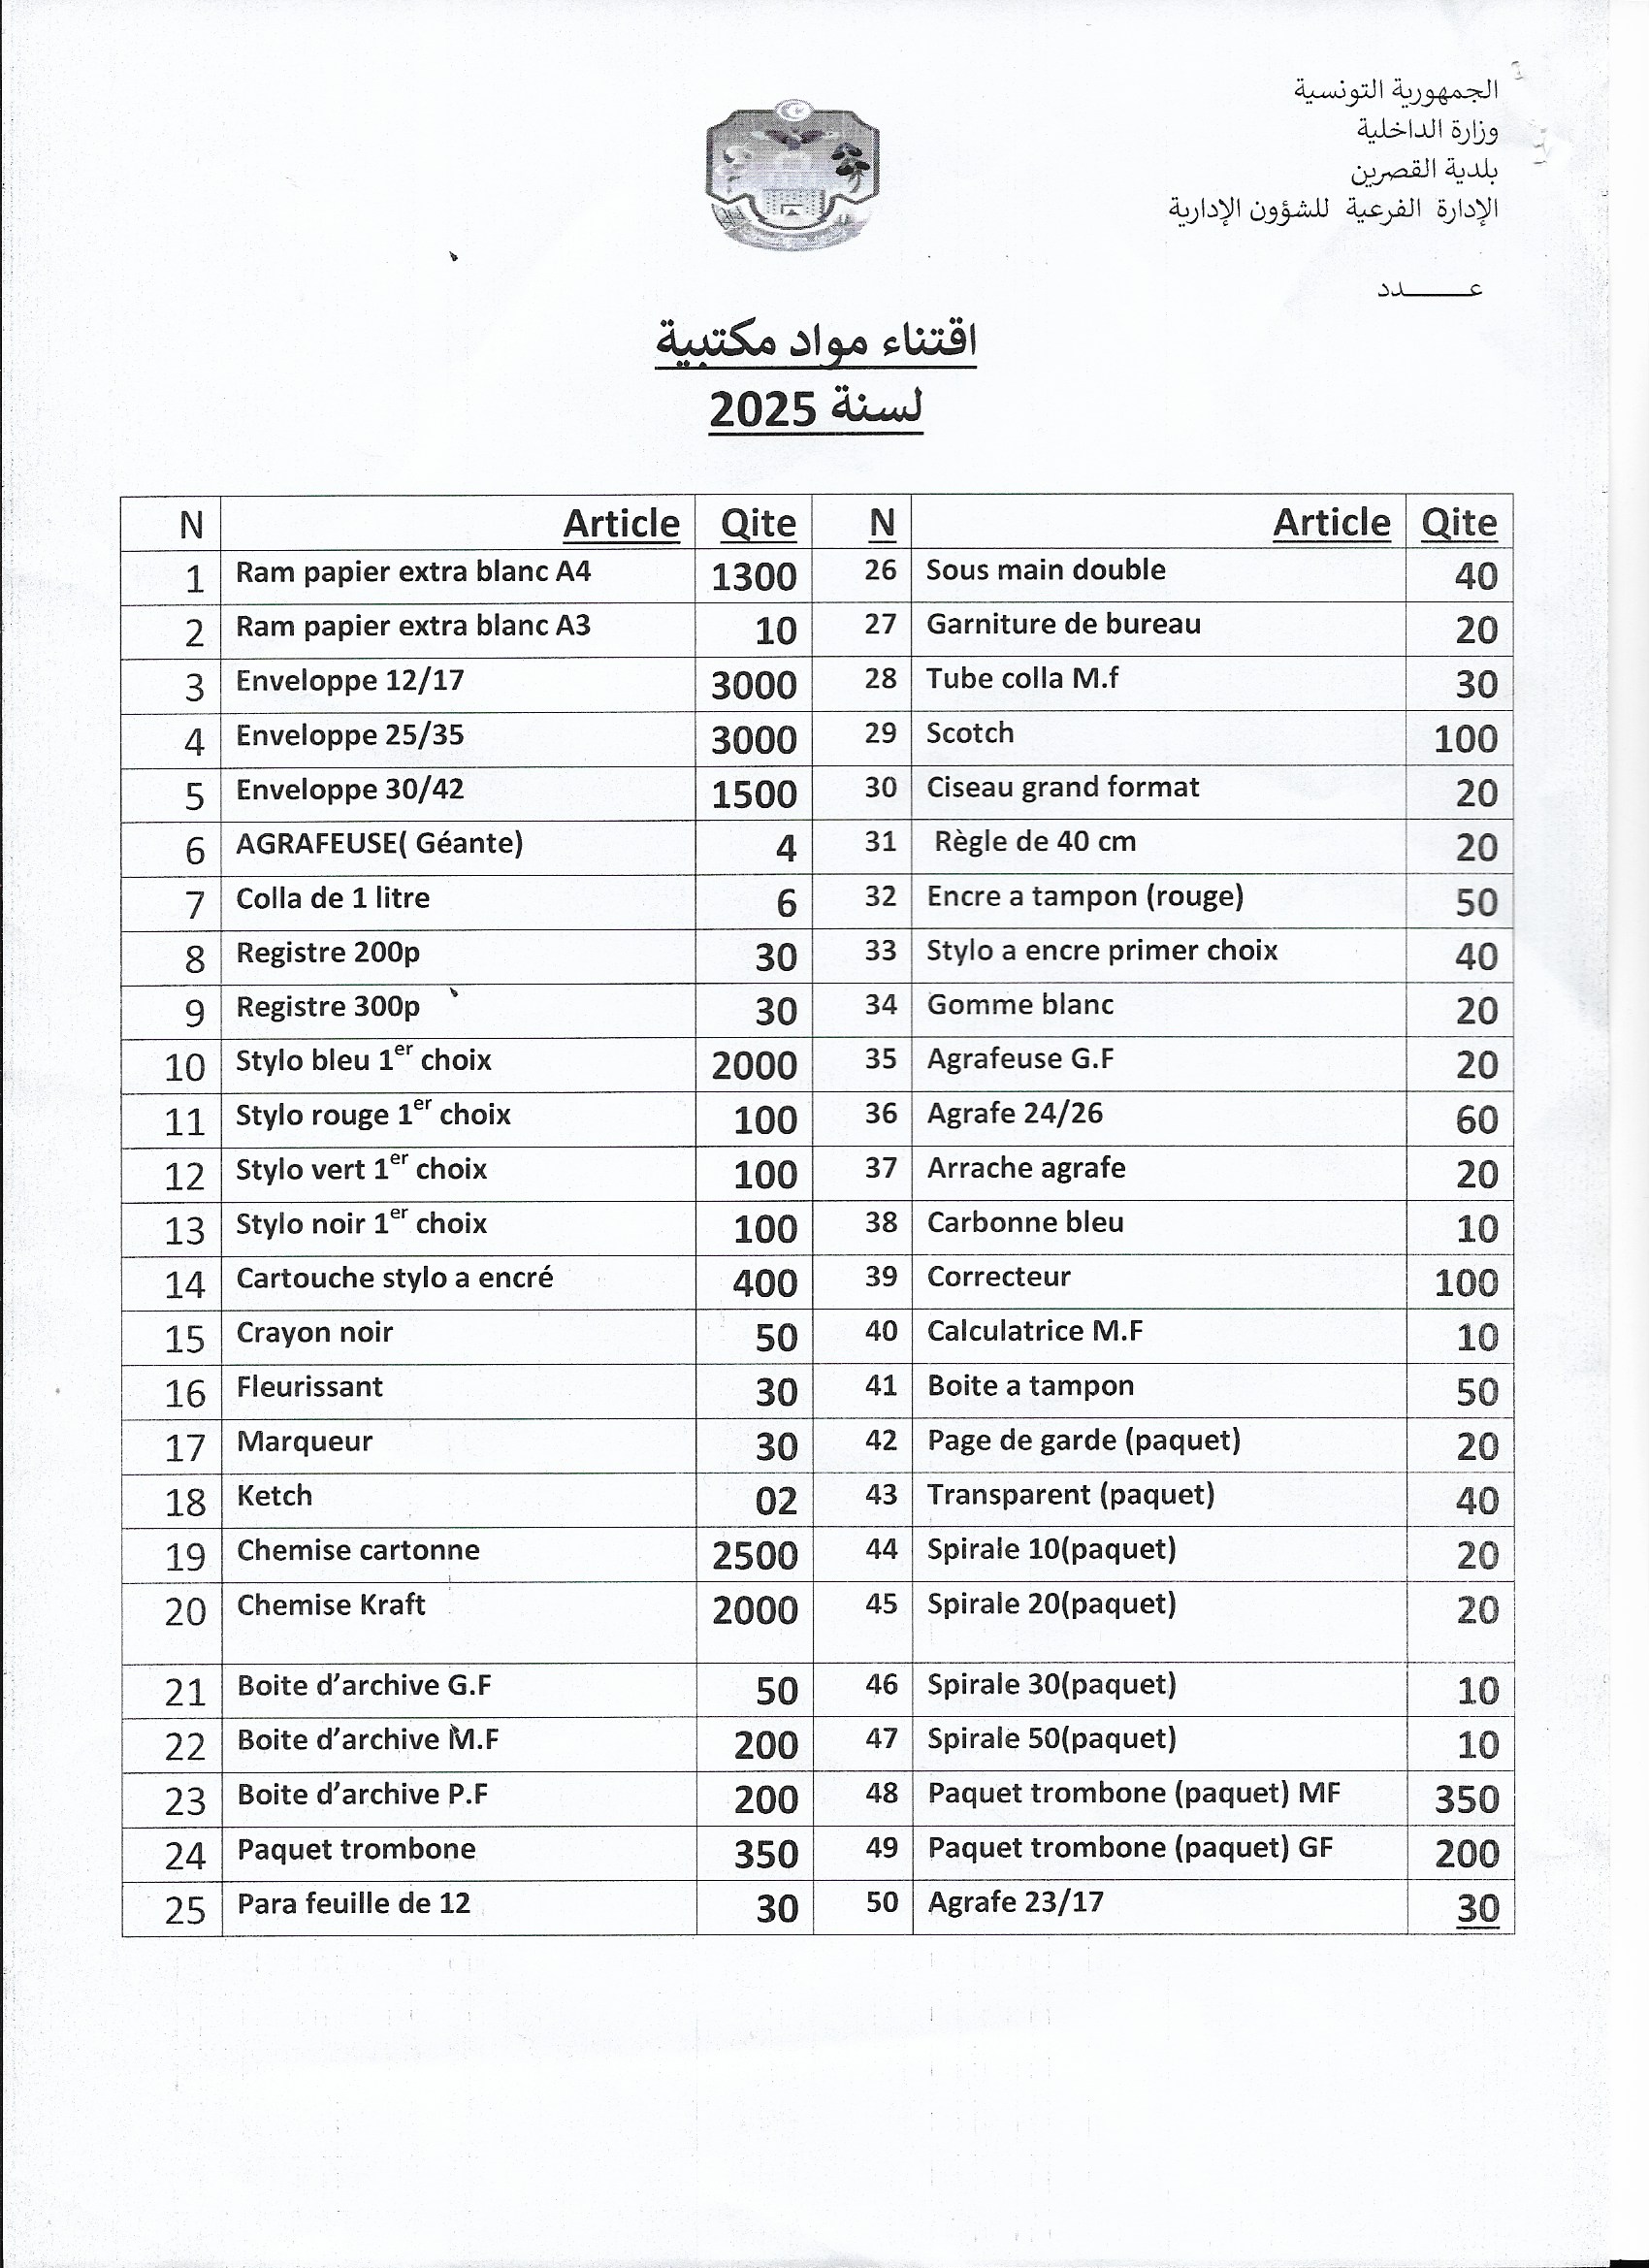 الجمهورية التونسية
وزارة الداخلية
بلدية القصرين
الإدارة الفرعية للشؤون الإدارية
عــــــدد
اقتناء مواد مكتبية
لسنة 2025
N Article Qite N Article Qite
1 Ram papier extra blanc A4 1300 26 Sous main double 40
2 Ram papier extra blanc A3 10 27 Garniture de bureau 20
3 Enveloppe 12/17 3000 28 Tube colla M.f 30
4 Enveloppe 25/35 3000 29 Scotch 100
5 Enveloppe 30/42 1500 30 Ciseau grand format 20
6 AGRAFEUSE( Géante) 4 31 Règle de 40 cm 20
7 Colla de 1 litre 6 32 Encre a tampon (rouge) 50
8 Registre 200p 30 33 Stylo a encre primer choix 40
9 Registre 300p 30 34 Gomme blanc 20
10 Stylo bleu 1er choix 2000 35 Agrafeuse G.F 20
11 Stylo rouge 1er choix 100 36 Agrafe 24/26 60
12 Stylo vert 1er choix 100 37 Arrache agrafe 20
13 Stylo noir 1er choix 100 38 Carbonne bleu 10
14 Cartouche stylo a encré 400 39 Correcteur 100
15 Crayon noir 50 40 Calculatrice M.F 10
16 Fleurissant 30 41 Boite a tampon 50
17 Marqueur 30 42 Page de garde (paquet) 20
18 Ketch 02 43 Transparent (paquet) 40
19 Chemise cartonne 2500 44 Spirale 10(paquet) 20
20 Chemise Kraft 2000 45 Spirale 20(paquet) 20
21 Boite d’archive G.F 50 46 Spirale 30(paquet) 10
22 Boite d’archive M.F 200 47 Spirale 50(paquet) 10
23 Boite d’archive P.F 200 48 Paquet trombone (paquet) MF 350
24 Paquet trombone 350 49 Paquet trombone (paquet) GF 200
25 Para feuille de 12 30 50 Agrafe 23/17 30